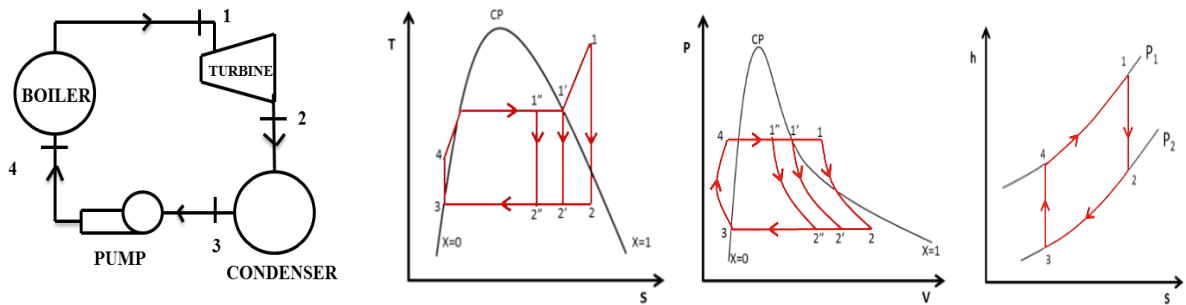 1
TURBINE
BOILER
2
4
3
PUMP
CONDENSER
T
CP
1
1"
1'
4
3
2"
2'
2
X=0
X=1
S
P
CP
4
1"
1'
1
3
2"
2'
2
X=0
X=1
V
h
1
P1
4
P2
2
3
S